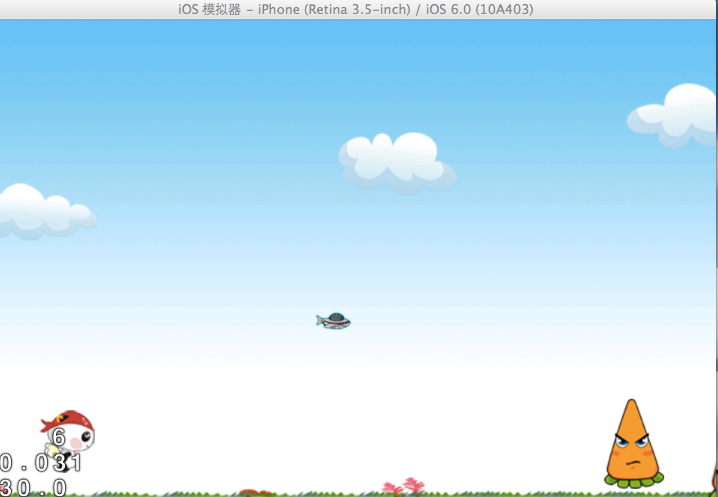 iOS 模拟器 - iPhone (Retina 3.5-inch) / iOS 6.0 (10A403)
6
0.031
30.0